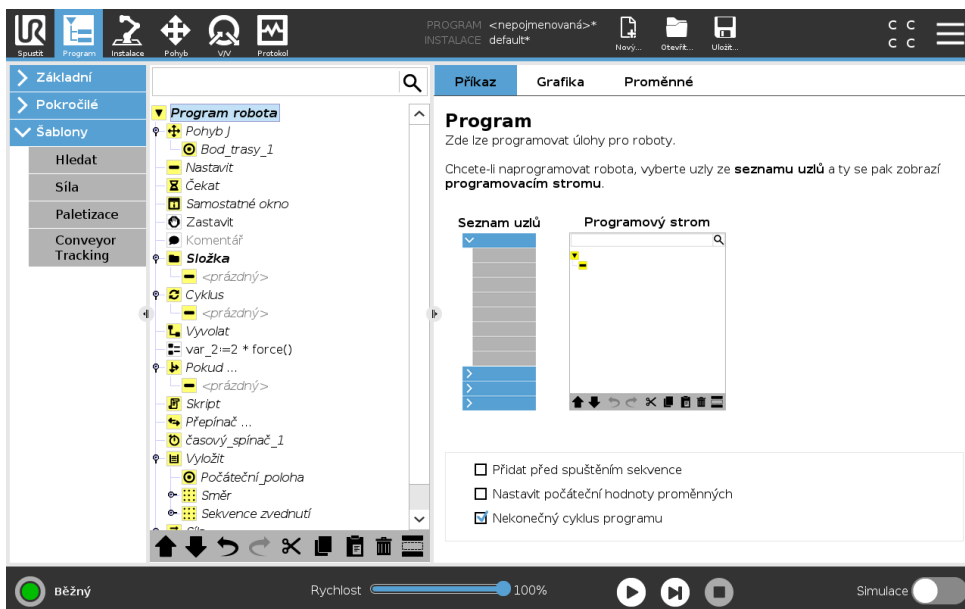 PROGRAM <nepojmenovaná>*
INSTALACE default*
Spustit
Program
Instalace
Pohyb
V/V
Protokol
Nový...
Otevřít...
Uložit...
C C
C C
Základní
Pokročilé
Šablony
Hledat
Síla
Paletizace
Conveyor
Tracking
Program robota
Pohyb J
Bod_trasy_1
Nastavit
Čekat
Samostatné okno
Zastavit
Komentář
Složka
<prázdný>
Cyklus
<prázdný>
Vyvolat
var_2:=2 * force()
Pokud ...
<prázdný>
Skript
Přepínač ...
časový_spínač_1
Vyložit
Počáteční_poloha
Směr
Sekvence zvednutí
Síla
Příkaz
Grafika
Proměnné
Program
Zde lze programovat úlohy pro roboty.
Chcete-li naprogramovat robota, vyberte uzly ze seznamu uzlů a ty se pak zobrazí
programovacím stromu.
Seznam uzlů
Programový strom
Přidat před spuštěním sekvence
Nastavit počáteční hodnoty proměnných
Nekonečný cyklus programu
Běžný
Rychlost
100%
Simulace